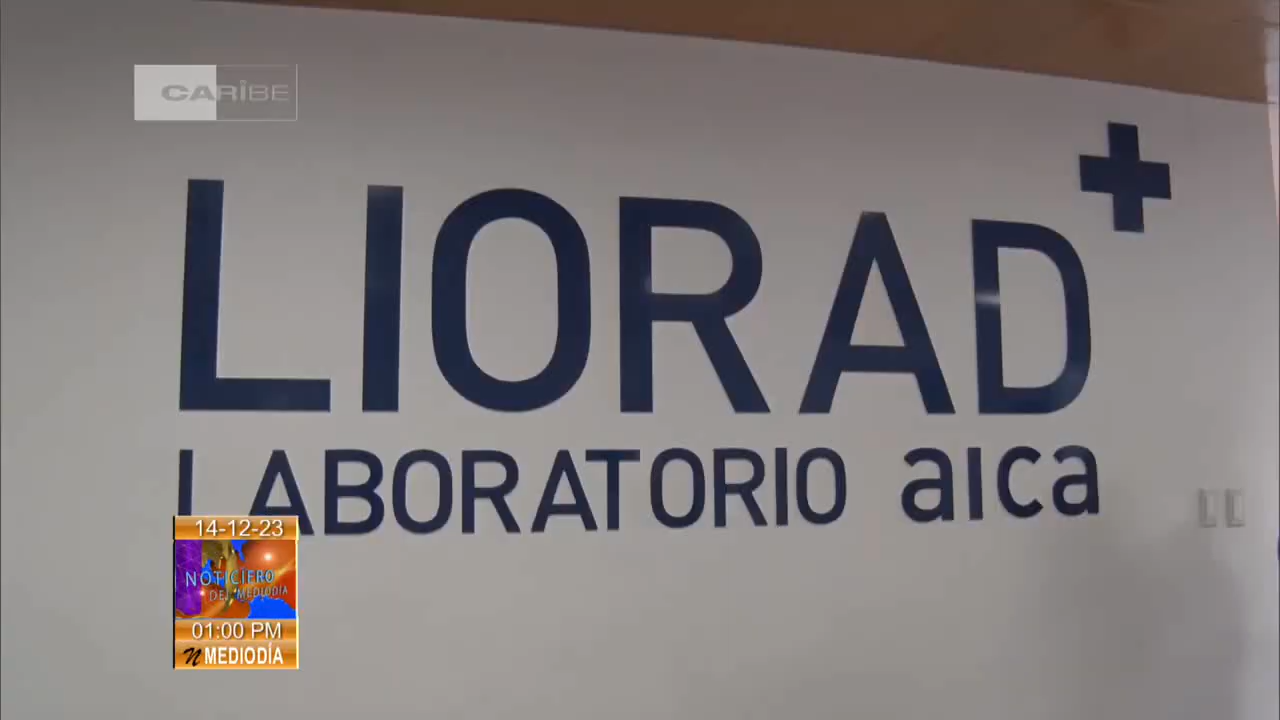 CARIBE
LIORAD
LABORATORIO aica
14-12-23
NOTICIERO
DEL MEDIODÍA
01:00 PM
MEDIODÍA